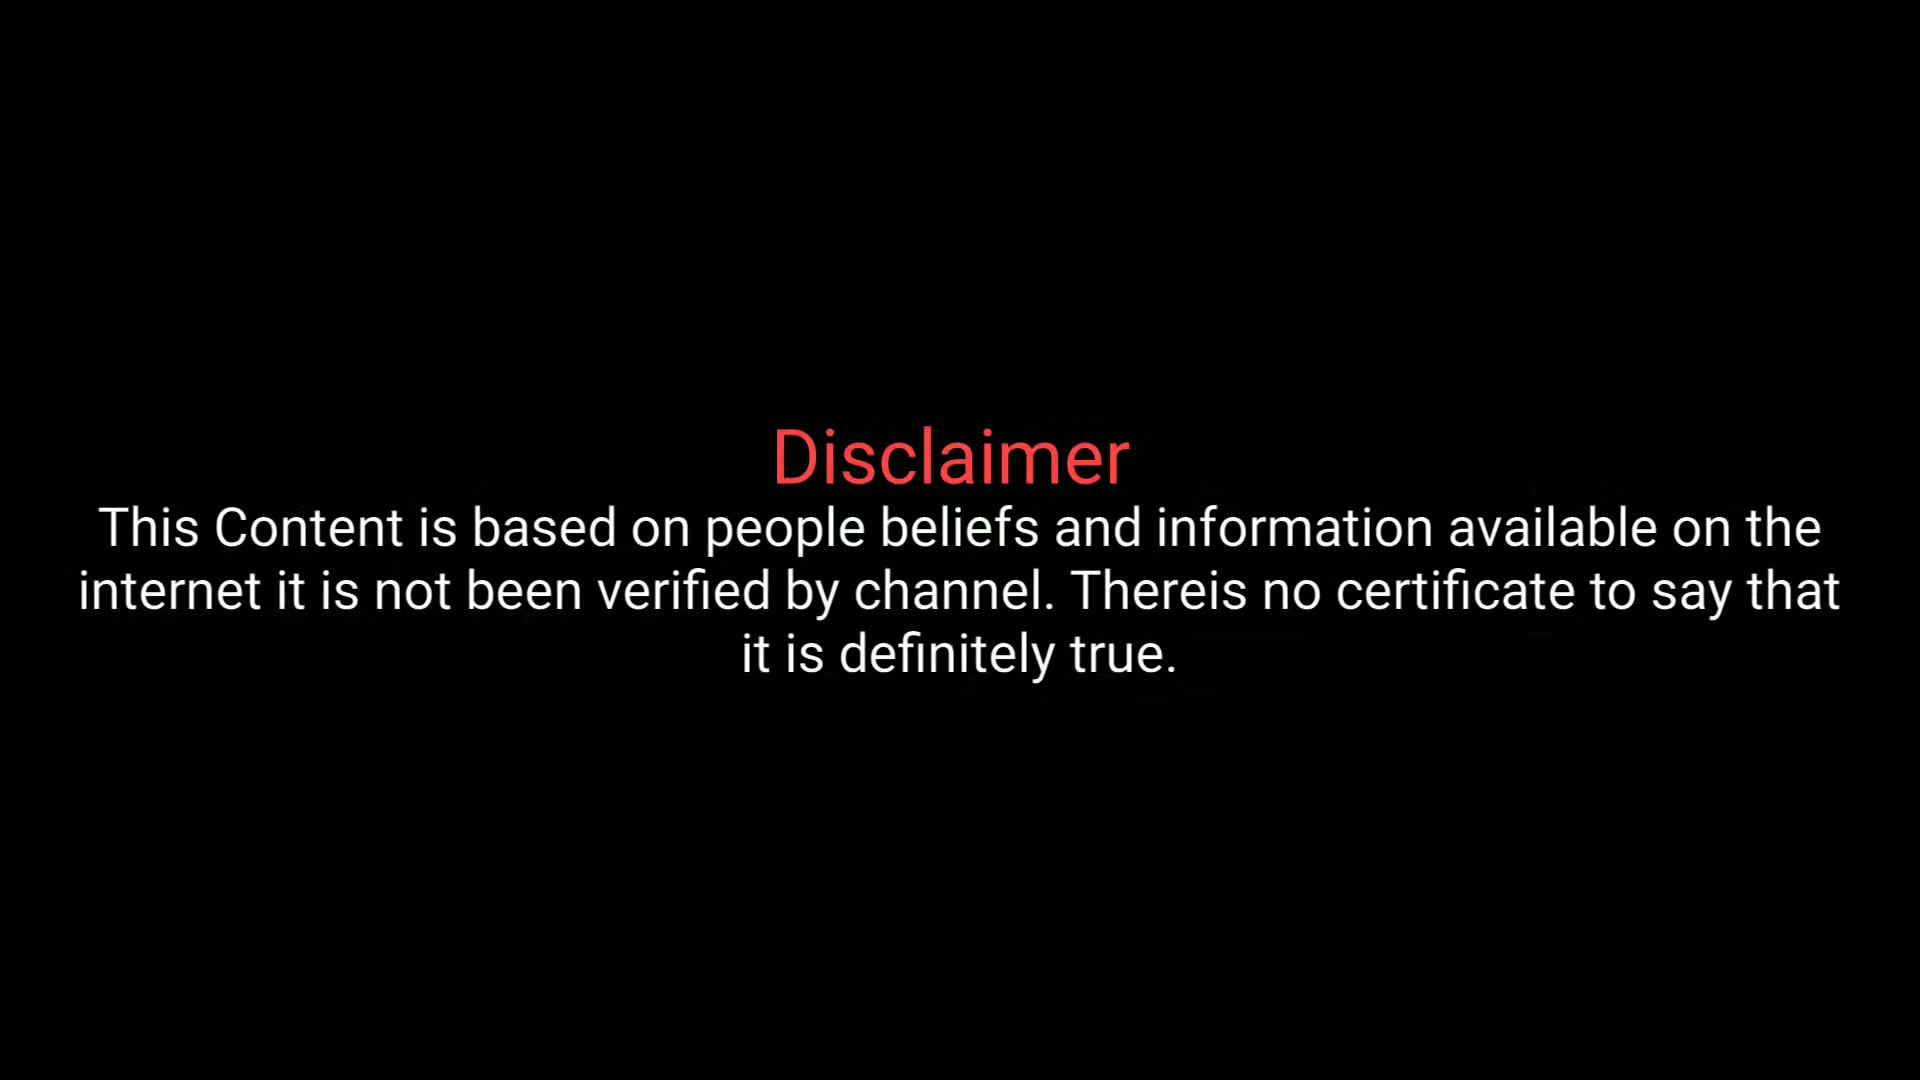 Disclaimer
This Content is based on people beliefs and information available on the
internet it is not been verified by channel. Thereis no certificate to say that
it is definitely true.